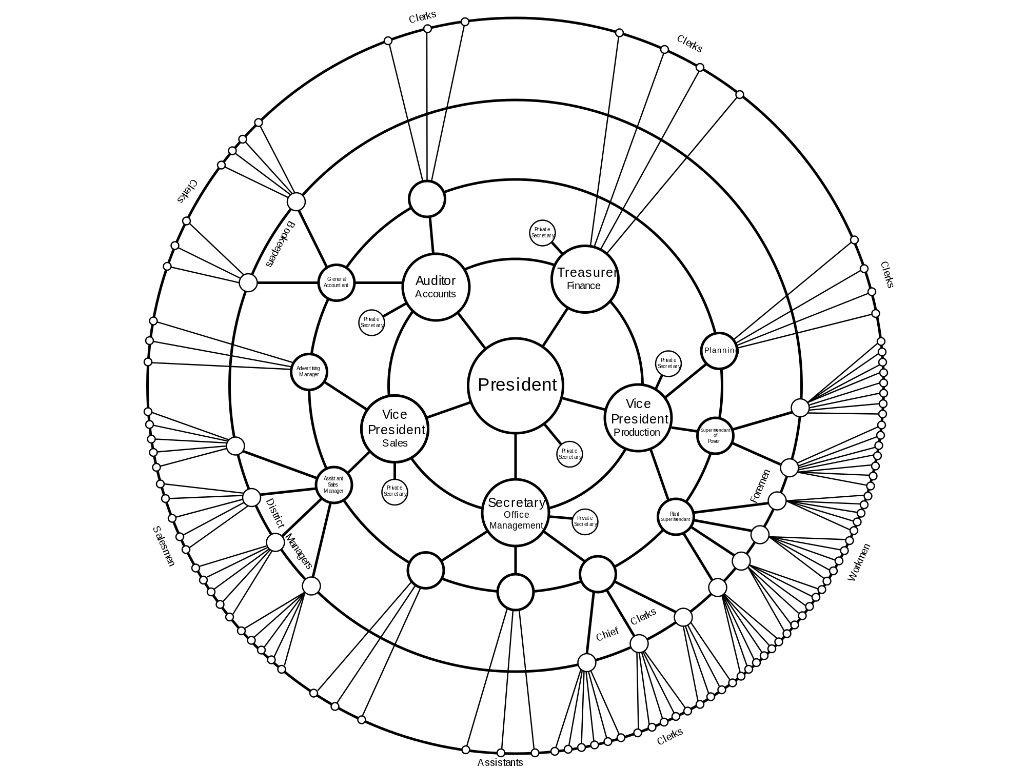 Clerks
Clerks
Clerks
Bookkeepers
Private
Secretary
Treasurer
Finance
Auditor
Accounts
General
Accountant
Private
Secretary
Clerks
Plannin
Private
Secretary
Advertising
Manager
President
Vice
President
Sales
Vice
President
Production
Superintendent
of
Power
Private
Secretary
Assistant
Sales
Manager
Private
Secretary
Secretary
Office
Management
Private
Secretary
Plant
Superintendent
Foremen
District
Managers
Salesmen
Workmen
Chief
Clerks
Clerks
Assistants